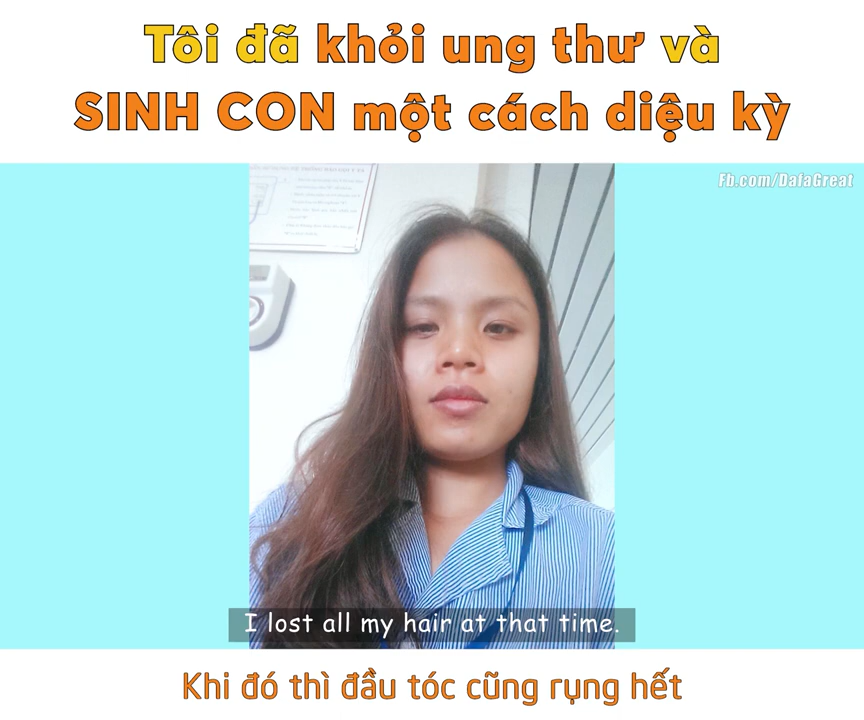 Tôi đã khỏi ung thư và
SINH CON một cách diệu kỳ
Fb.com/DafaGreat
I lost all my hair at that time.
Khi đó thì đầu tóc cũng rụng hết